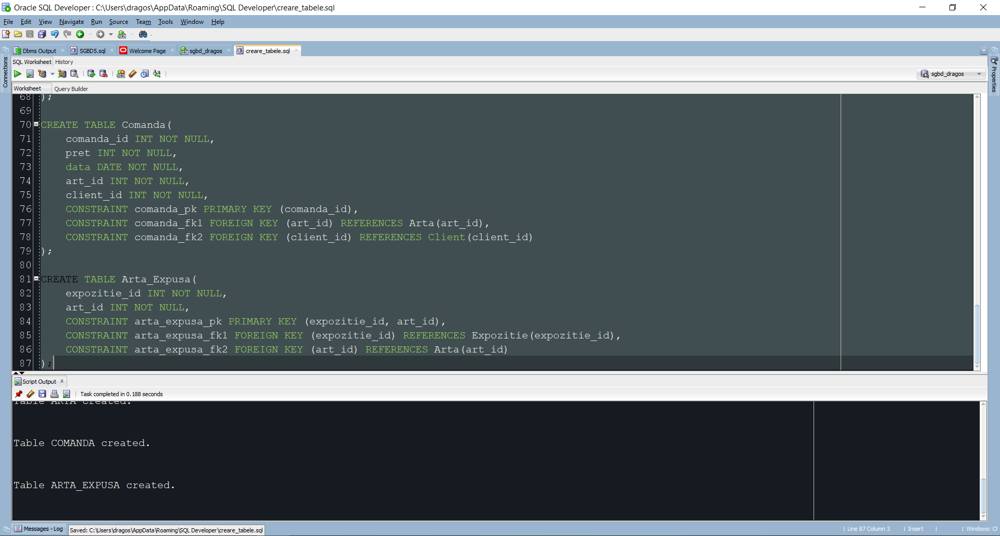 Oracle SQL Developer : C:\Users\dragos\AppData\Roaming\SQL Developer\creare_tabele.sql
File Edit View Navigate Run Source Team Tools Window Help
Dbms Output SGBD5.sql Welcome Page sgbd_dragos creare_tabele.sql
SQL Worksheet History
sgbd_dragos
Connections
Properties
Worksheet Query Builder
68 );
69
70 CREATE TABLE Comanda(
71 comanda_id INT NOT NULL,
72 pret INT NOT NULL,
73 data DATE NOT NULL,
74 art_id INT NOT NULL,
75 client_id INT NOT NULL,
76 CONSTRAINT comanda_pk PRIMARY KEY (comanda_id),
77 CONSTRAINT comanda_fk1 FOREIGN KEY (art_id) REFERENCES Arta(art_id),
78 CONSTRAINT comanda_fk2 FOREIGN KEY (client_id) REFERENCES Client(client_id)
79 );
80
81 CREATE TABLE Arta_Expusa(
82 expozitie_id INT NOT NULL,
83 art_id INT NOT NULL,
84 CONSTRAINT arta_expusa_pk PRIMARY KEY (expozitie_id, art_id),
85 CONSTRAINT arta_expusa_fk1 FOREIGN KEY (expozitie_id) REFERENCES Expozitie(expozitie_id),
86 CONSTRAINT arta_expusa_fk2 FOREIGN KEY (art_id) REFERENCES Arta(art_id)
87 );
Script Output
Task completed in 0.188 seconds
Table ARTA created.
Table COMANDA created.
Table ARTA_EXPUSA created.
Messages - Log
Saved: C:\Users\dragos\AppData\Roaming\SQL Developer\creare_tabele.sql
Line 87 Column 3 Insert Windows: CF